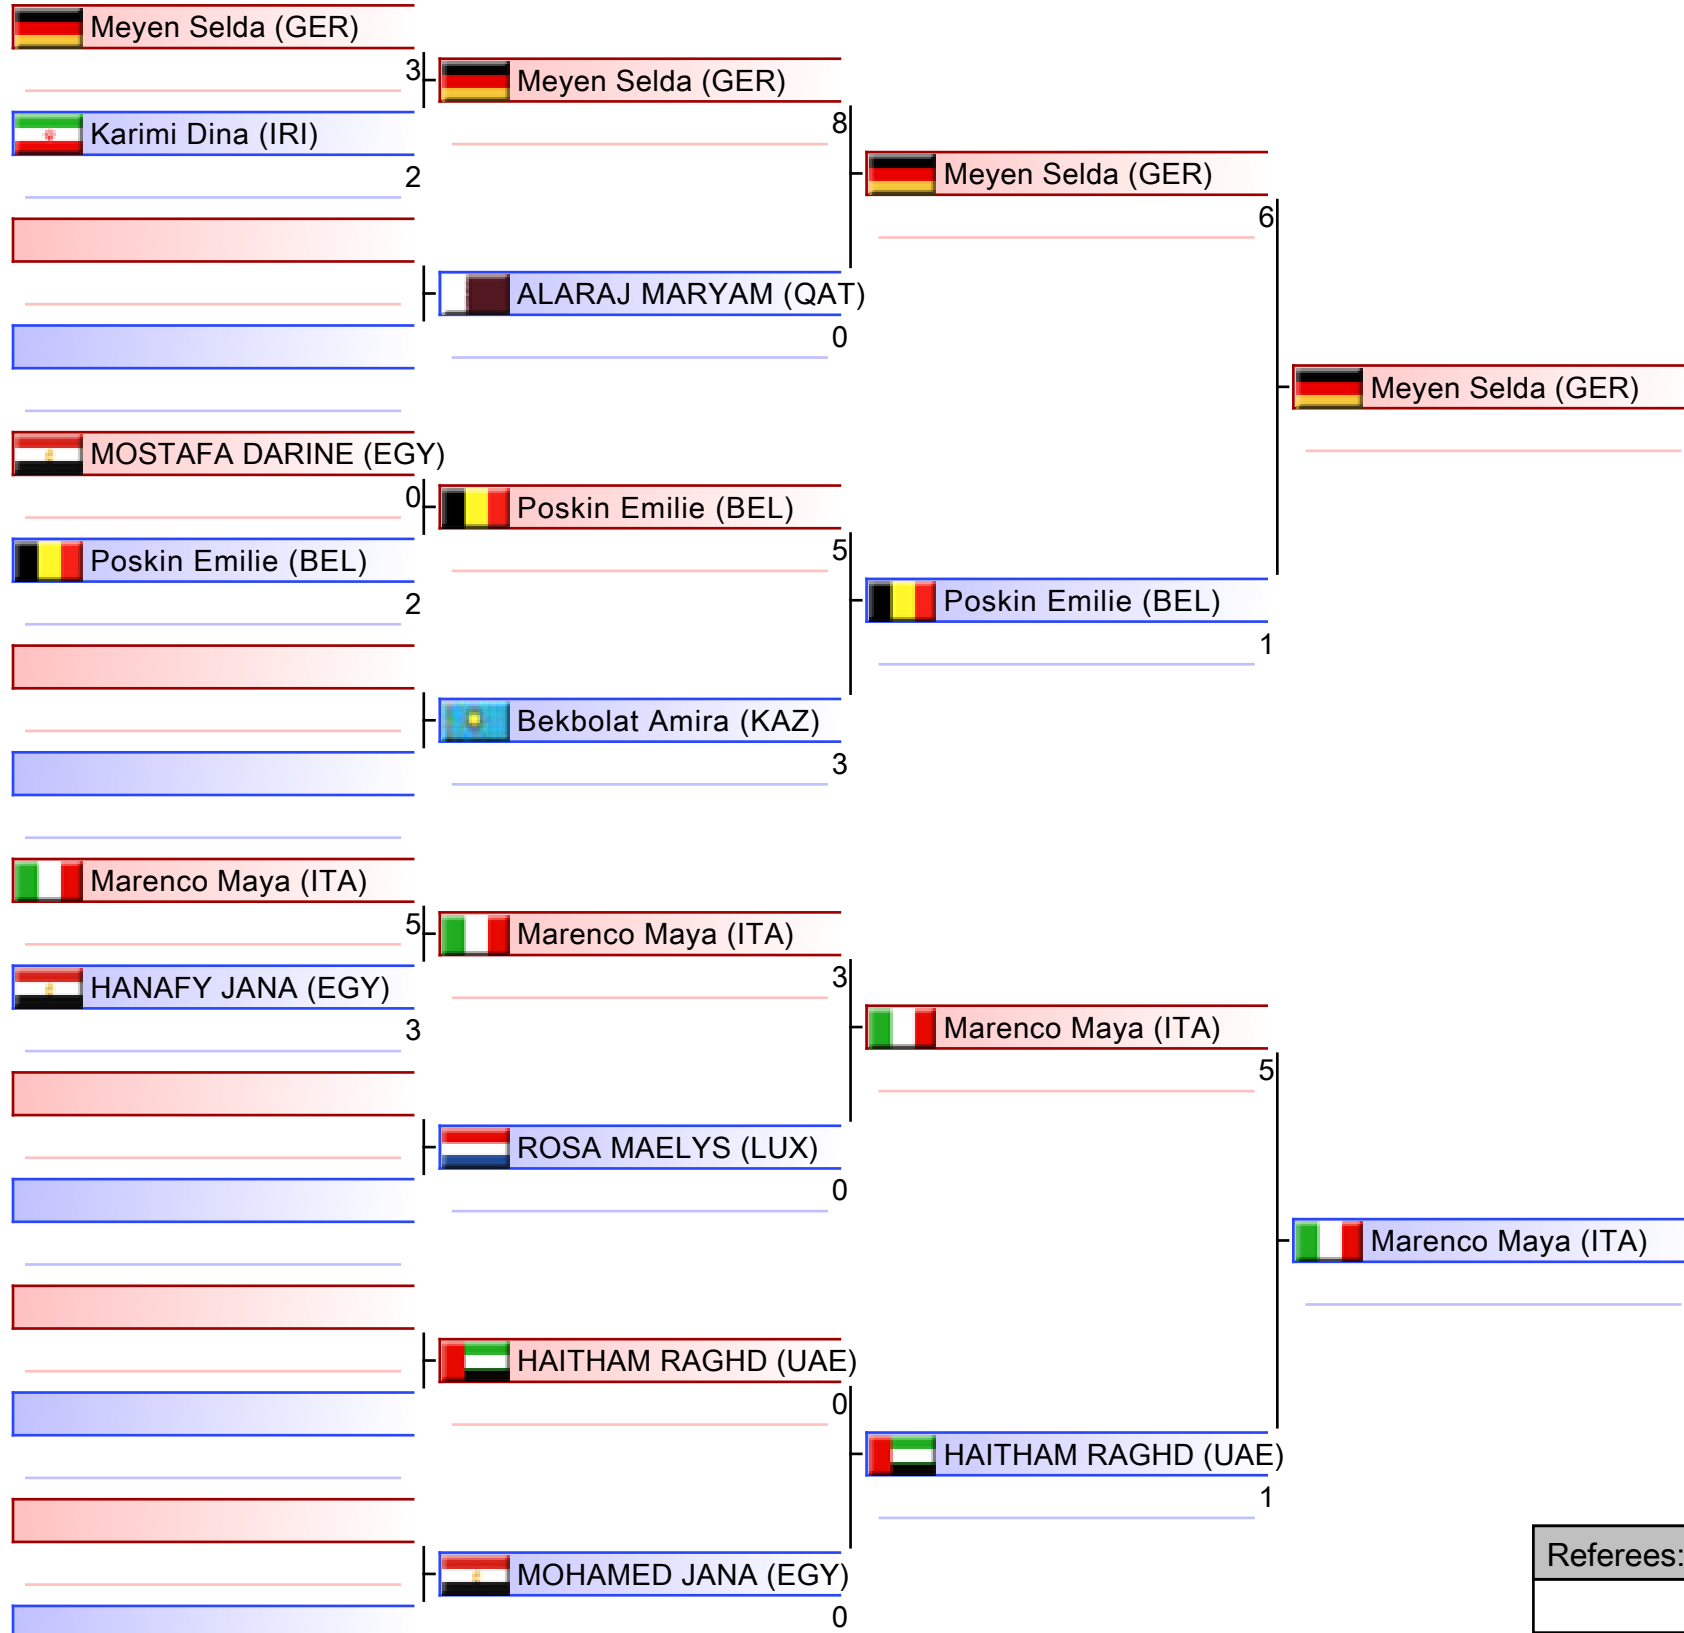 Meyen Selda (GER)
3
Meyen Selda (GER)
8
Karimi Dina (IRI)
2
Meyen Selda (GER)
6
ALARAJ MARYAM (QAT)
0
Meyen Selda (GER)
MOSTAFA DARINE (EGY)
0
Poskin Emilie (BEL)
5
Poskin Emilie (BEL)
2
Poskin Emilie (BEL)
1
Bekbolat Amira (KAZ)
3
Marenco Maya (ITA)
5
Marenco Maya (ITA)
3
HANAFY JANA (EGY)
3
Marenco Maya (ITA)
5
ROSA MAELYS (LUX)
0
Marenco Maya (ITA)
HAITHAM RAGHD (UAE)
0
HAITHAM RAGHD (UAE)
1
MOHAMED JANA (EGY)
0
Referees: